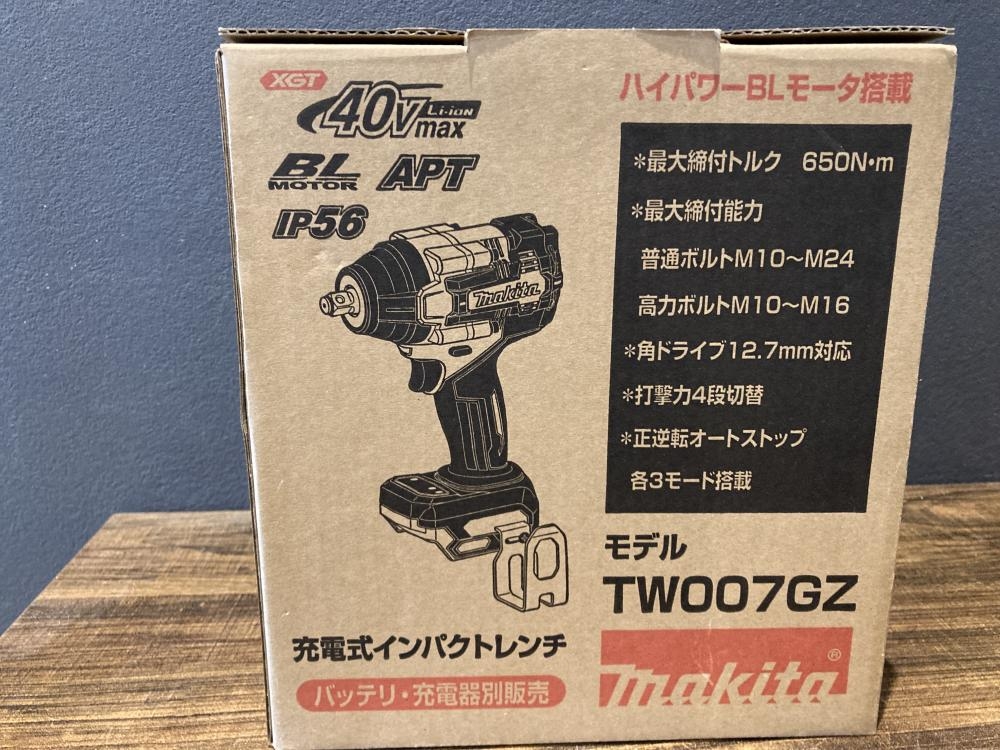 XGT
40Vmax Li-ion
BL MOTOR
APT
IP56
makita
ハイパワーBLモータ搭載
*最大締付トルク 650N・m
*最大締付能力
普通ボルトM10〜M24
高力ボルトM10〜M16
*角ドライブ12.7mm対応
*打撃力4段切替
*正逆転オートストップ
各3モード搭載
モデル
TW007GZ
充電式インパクトレンチ
バッテリ・充電器別販売
makita®